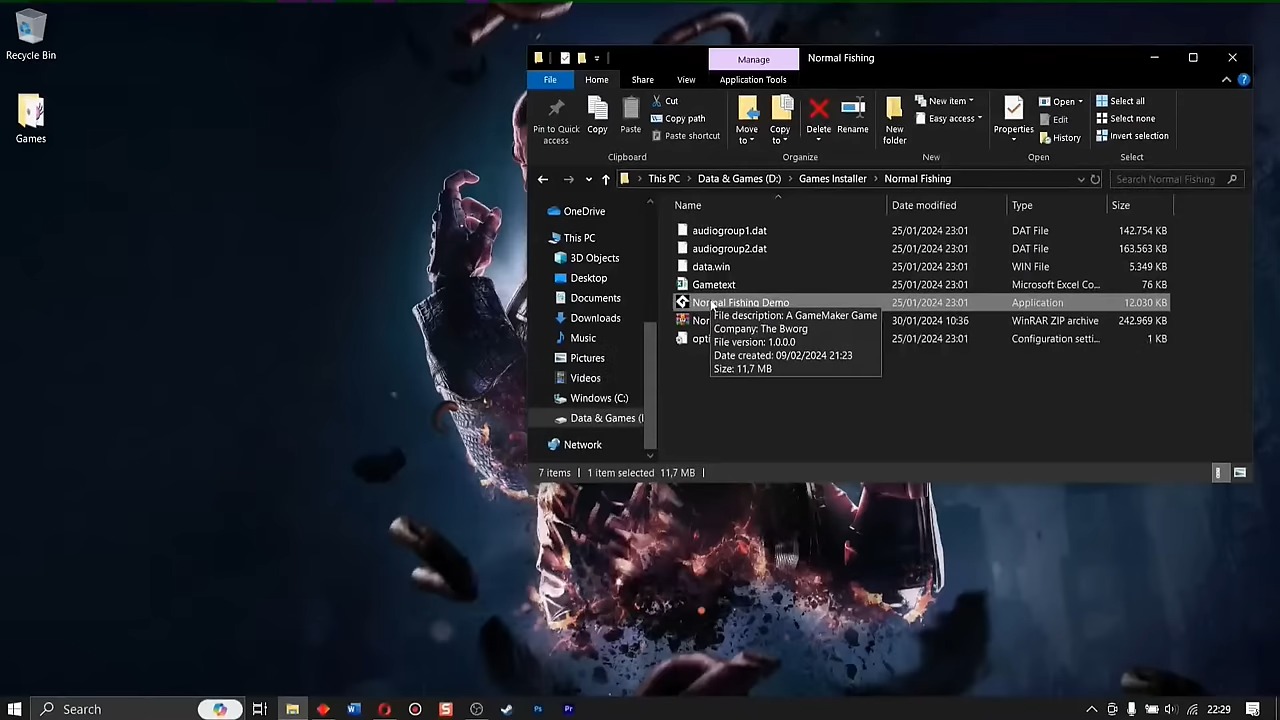 Recycle Bin
Games
Manage
Normal Fishing
File
Home
Share
View
Application Tools
Pin to Quick access
Copy
Paste
Cut
Copy path
Paste shortcut
Clipboard
Move to
Copy to
Delete
Rename
Organize
New folder
New item
Easy access
New
Properties
Open
Edit
History
Open
Select all
Select none
Invert selection
Select
This PC > Data & Games (D:) > Games Installer > Normal Fishing
Search Normal Fishing
OneDrive
This PC
3D Objects
Desktop
Documents
Downloads
Music
Pictures
Videos
Windows (C:)
Data & Games (
Network
Name Date modified Type Size
audiogroup1.dat 25/01/2024 23:01 DAT File 142.754 KB
audiogroup2.dat 25/01/2024 23:01 DAT File 163.563 KB
data.win 25/01/2024 23:01 WIN File 5.349 KB
Gametext 25/01/2024 23:01 Microsoft Excel Co... 76 KB
Normal Fishing Demo 25/01/2024 23:01 Application 12.030 KB
Nor 30/01/2024 10:36 WinRAR ZIP archive 242.969 KB
opti 25/01/2024 23:01 Configuration setti... 1 KB
File description: A GameMaker Game
Company: The Bworg
File version: 1.0.0.0
Date created: 09/02/2024 21:23
Size: 11,7 MB
7 items 1 item selected 11,7 MB
Search
22:29